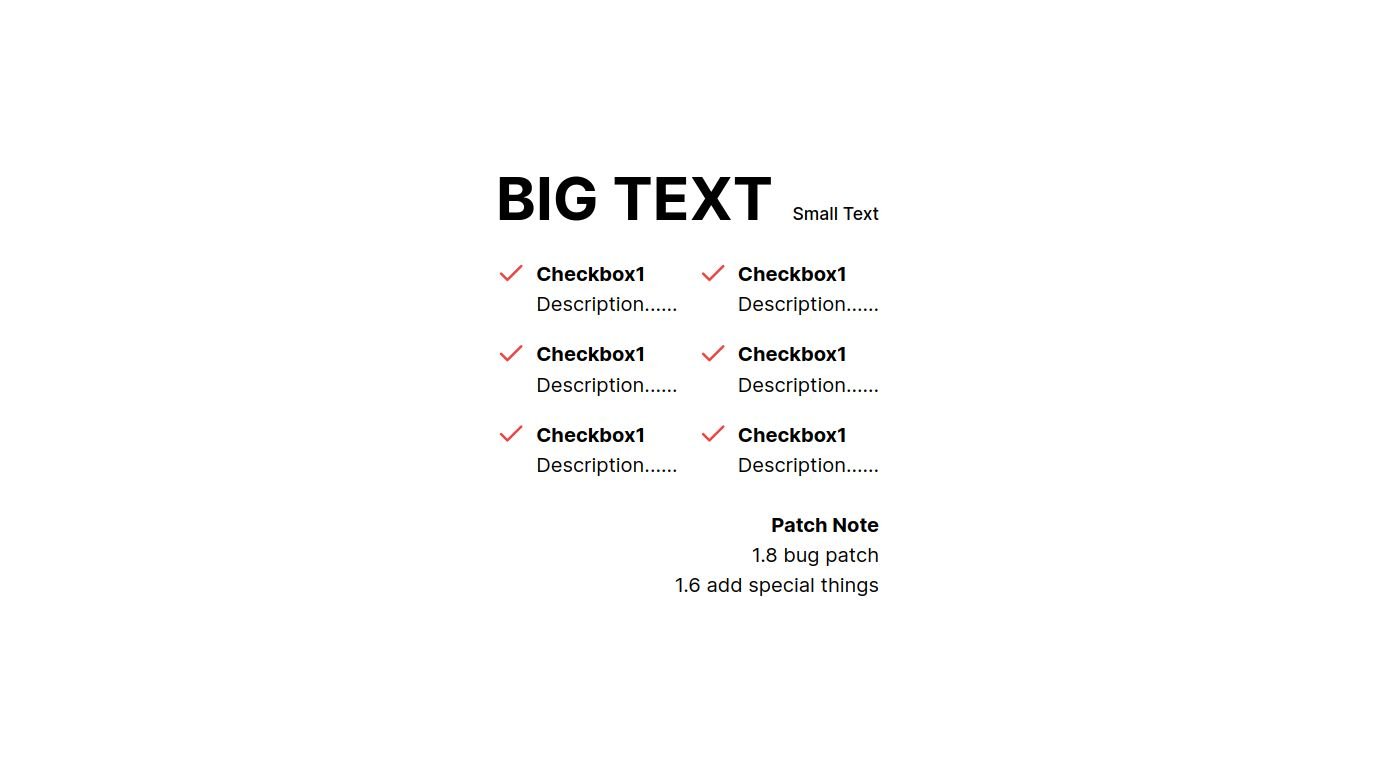 BIG TEXT Small Text
Checkbox1 Checkbox1
Description...... Description......
Checkbox1 Checkbox1
Description...... Description......
Checkbox1 Checkbox1
Description...... Description......
Patch Note
1.8 bug patch
1.6 add special things